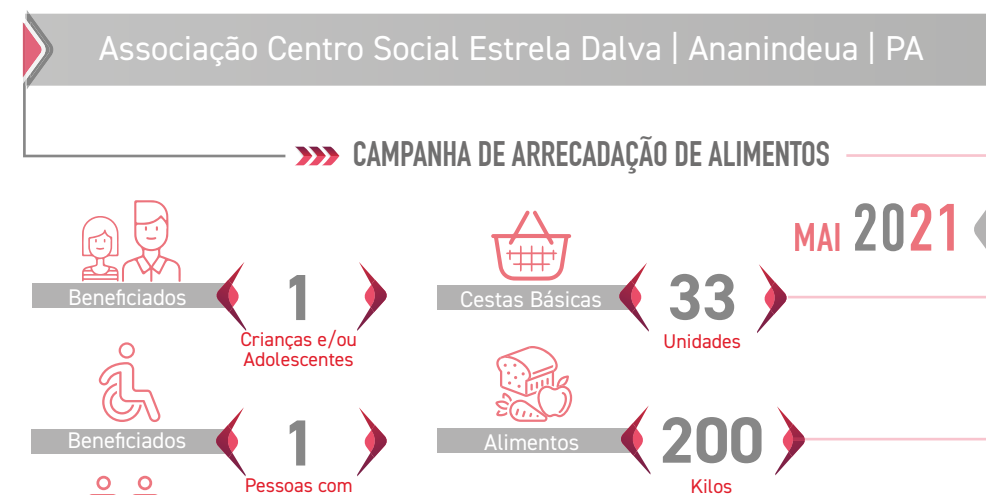 Associação Centro Social Estrela Dalva | Ananindeua | PA
CAMPANHA DE ARRECADAÇÃO DE ALIMENTOS
MAI 2021
Beneficiados
1
Crianças e/ou
Adolescentes
Cestas Básicas
33
Unidades
Beneficiados
1
Pessoas com
Alimentos
200
Kilos